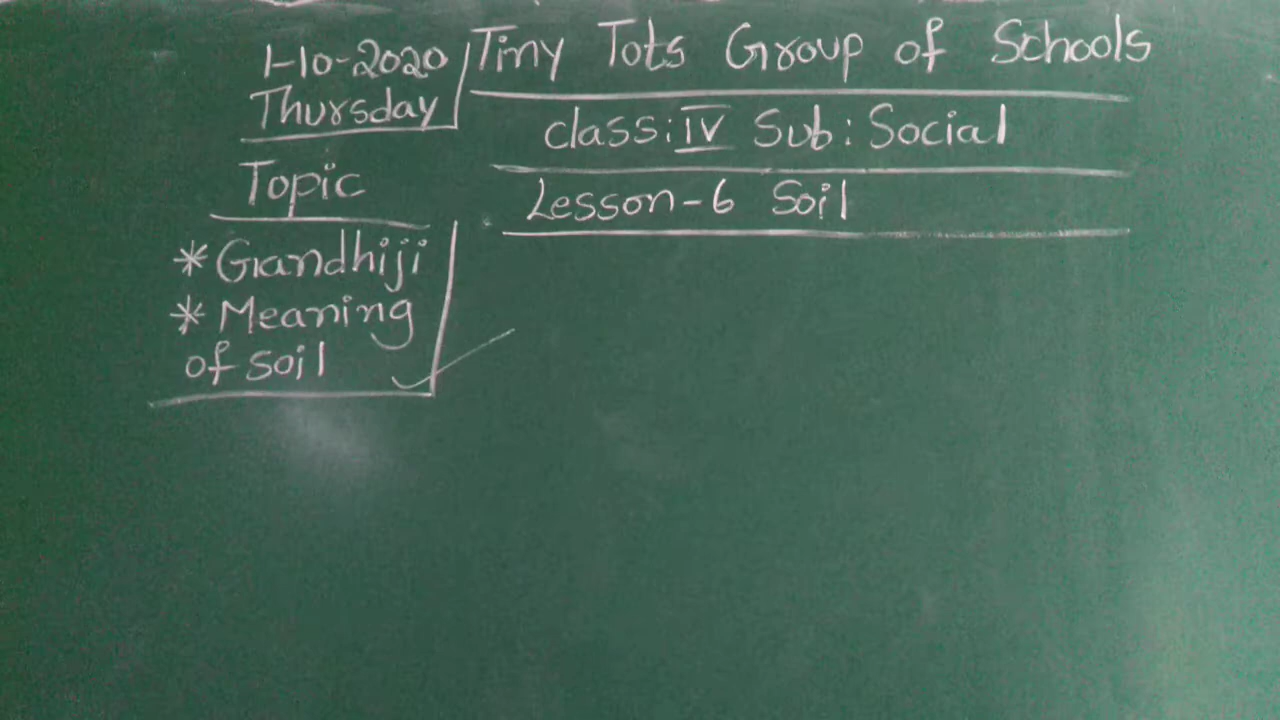 1-10-2020
Thursday
Tiny Tots Group of Schools
class: IV Sub: Social
Lesson-6 Soil
Topic
* Gandhiji
* Meaning
of soil